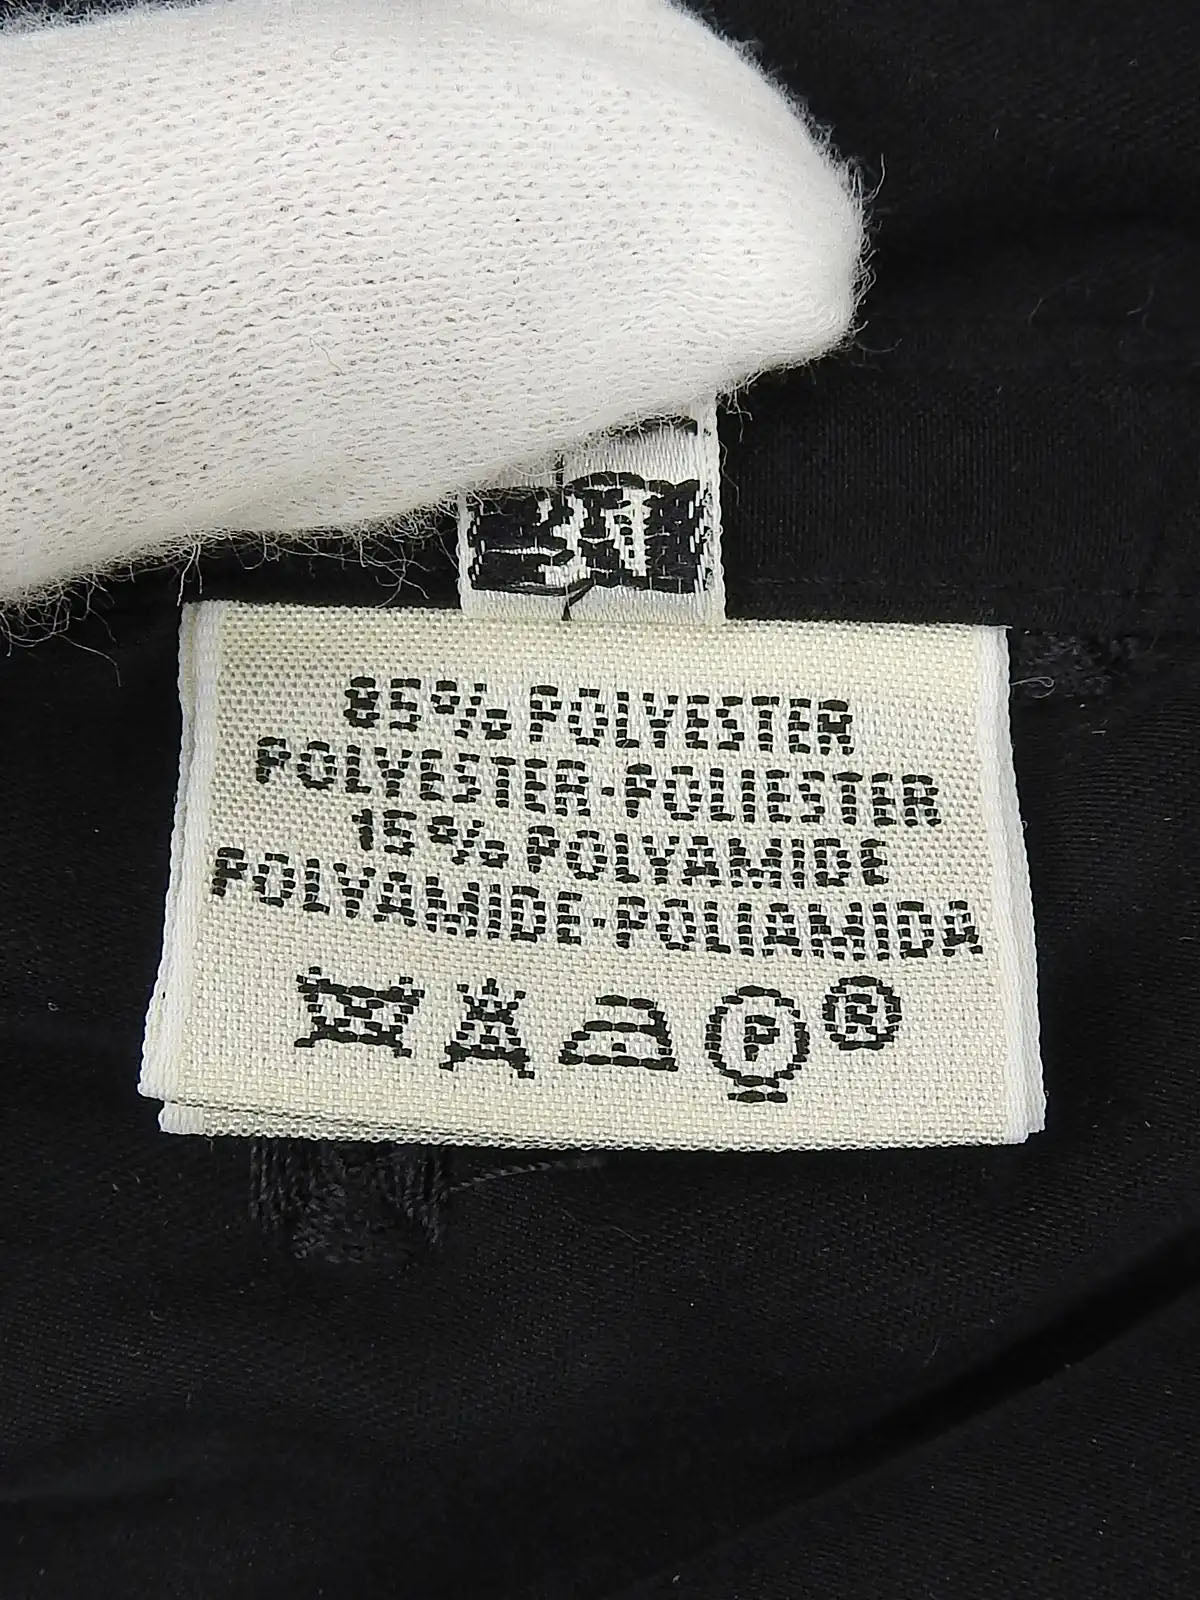 85% POLYESTER
POLYESTER-POLIESTER
15% POLYAMIDE
POLYAMIDE-POLIAMIDA
P ®